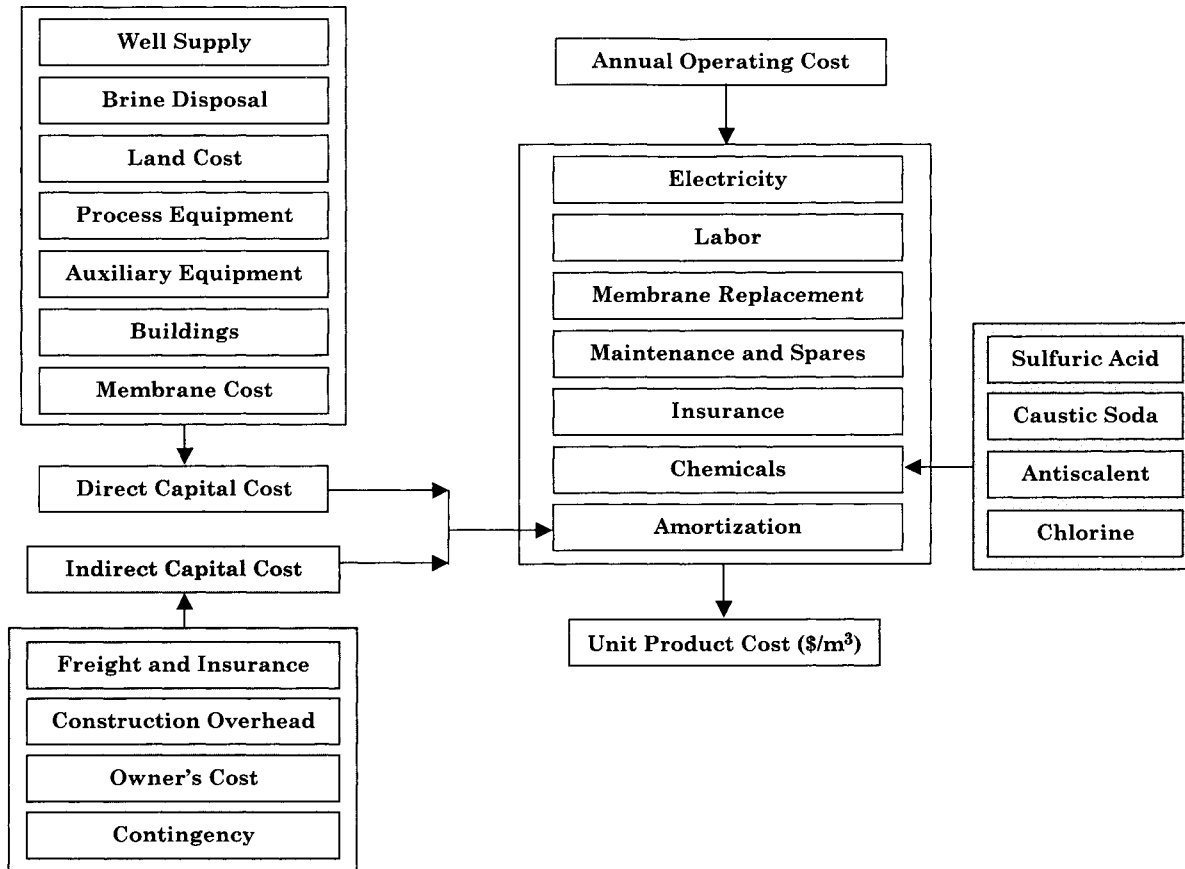 Well Supply
Brine Disposal
Land Cost
Process Equipment
Auxiliary Equipment
Buildings
Membrane Cost
Direct Capital Cost
Indirect Capital Cost
Freight and Insurance
Construction Overhead
Owner's Cost
Contingency
Annual Operating Cost
Electricity
Labor
Membrane Replacement
Maintenance and Spares
Insurance
Chemicals
Amortization
Unit Product Cost ($/m³)
Sulfuric Acid
Caustic Soda
Antiscalent
Chlorine